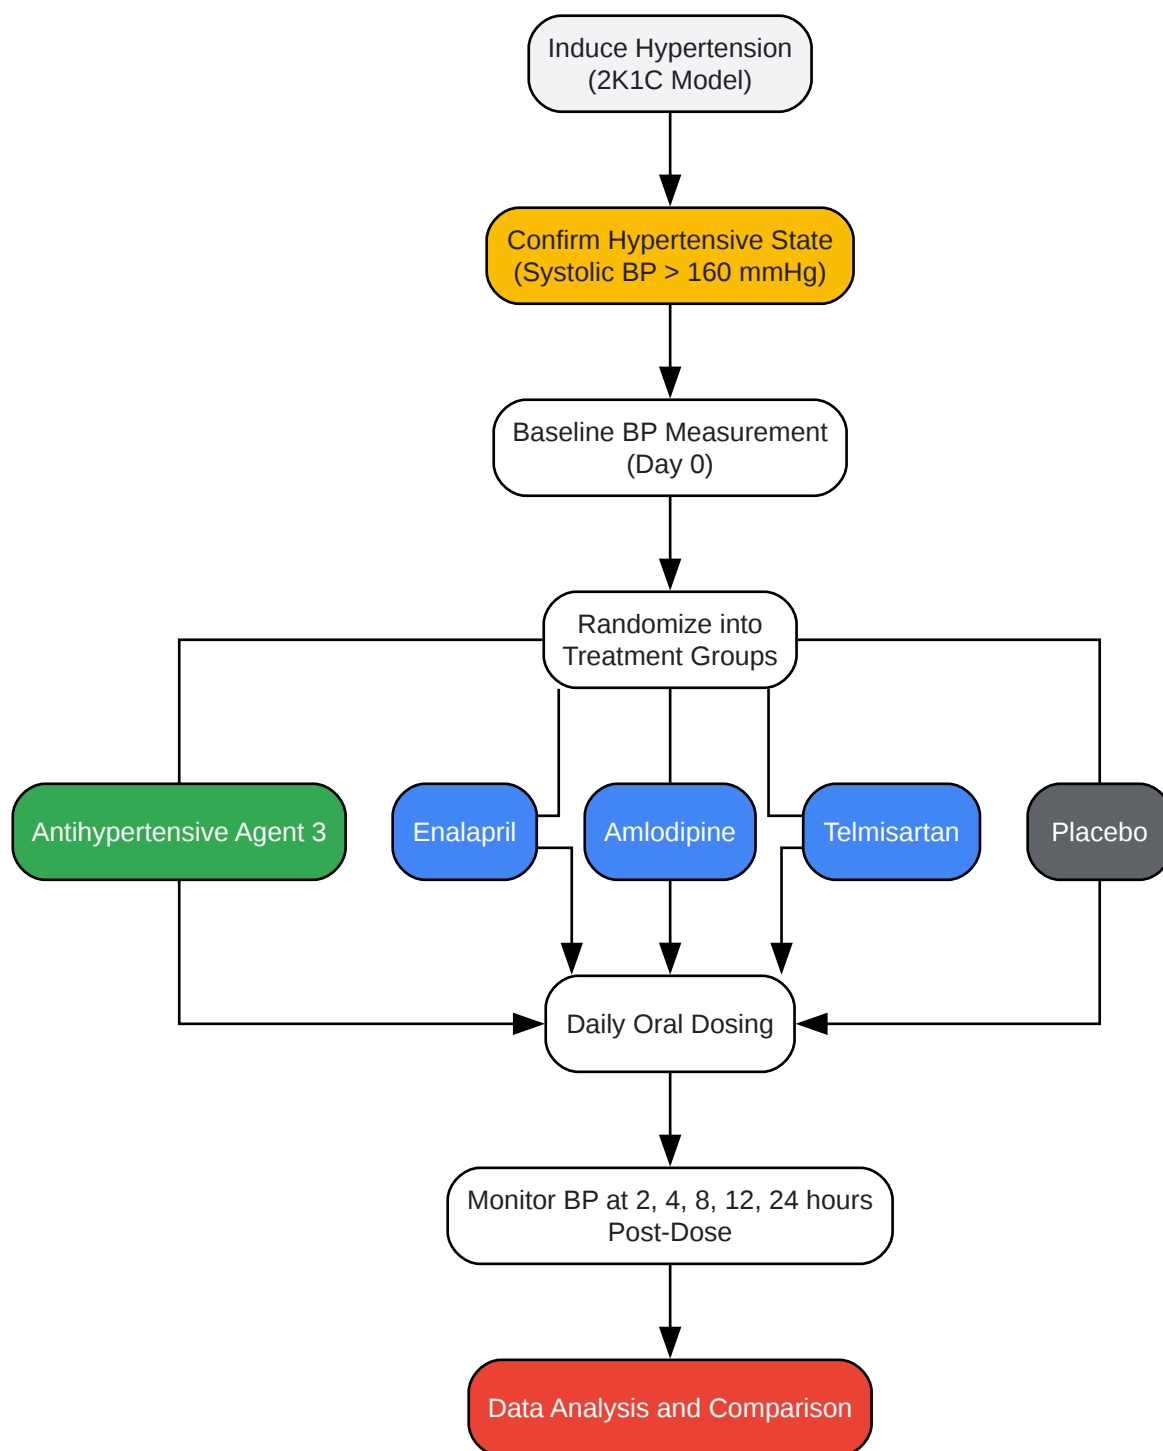 Induce Hypertension
(2K1C Model)
Confirm Hypertensive State
(Systolic BP > 160 mmHg)
Baseline BP Measurement
(Day 0)
Randomize into
Treatment Groups
Antihypertensive Agent 3
Enalapril
Amlodipine
Telmisartan
Placebo
Daily Oral Dosing
Monitor BP at 2, 4, 8, 12, 24 hours
Post-Dose
Data Analysis and Comparison